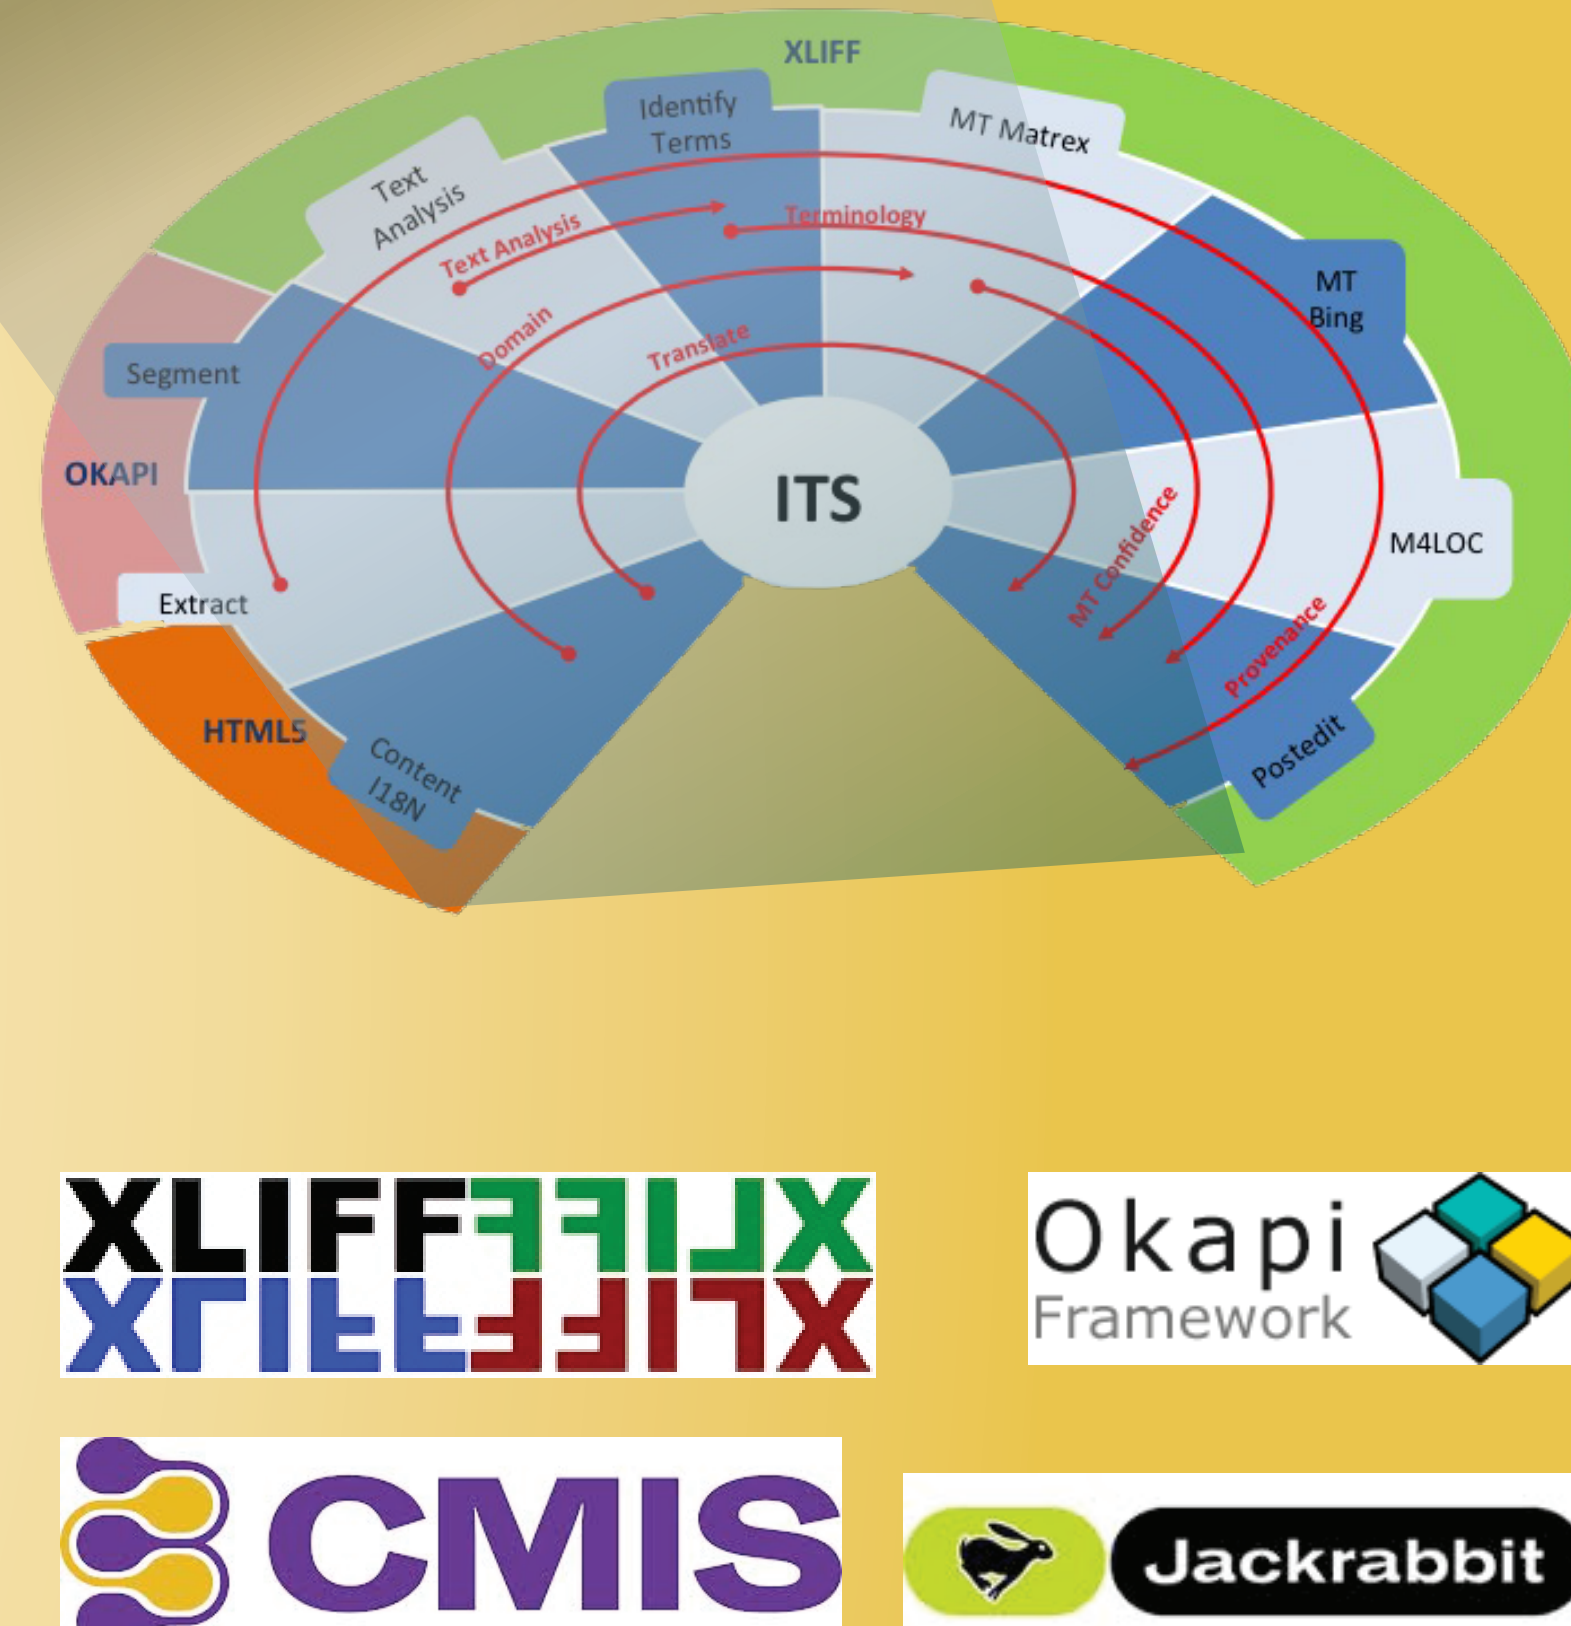 XLIFF
Identify
Terms
MT Matrex
Text
Analysis
Text Analysis
Terminology
MT
Bing
Domain
Translate
Segment
OKAPI
ITS
M4LOC
MT Confidence
Extract
Provenance
HTML5
Content
I18N
Postedit
XLIFF
Okapi
Framework
CMIS
Jackrabbit